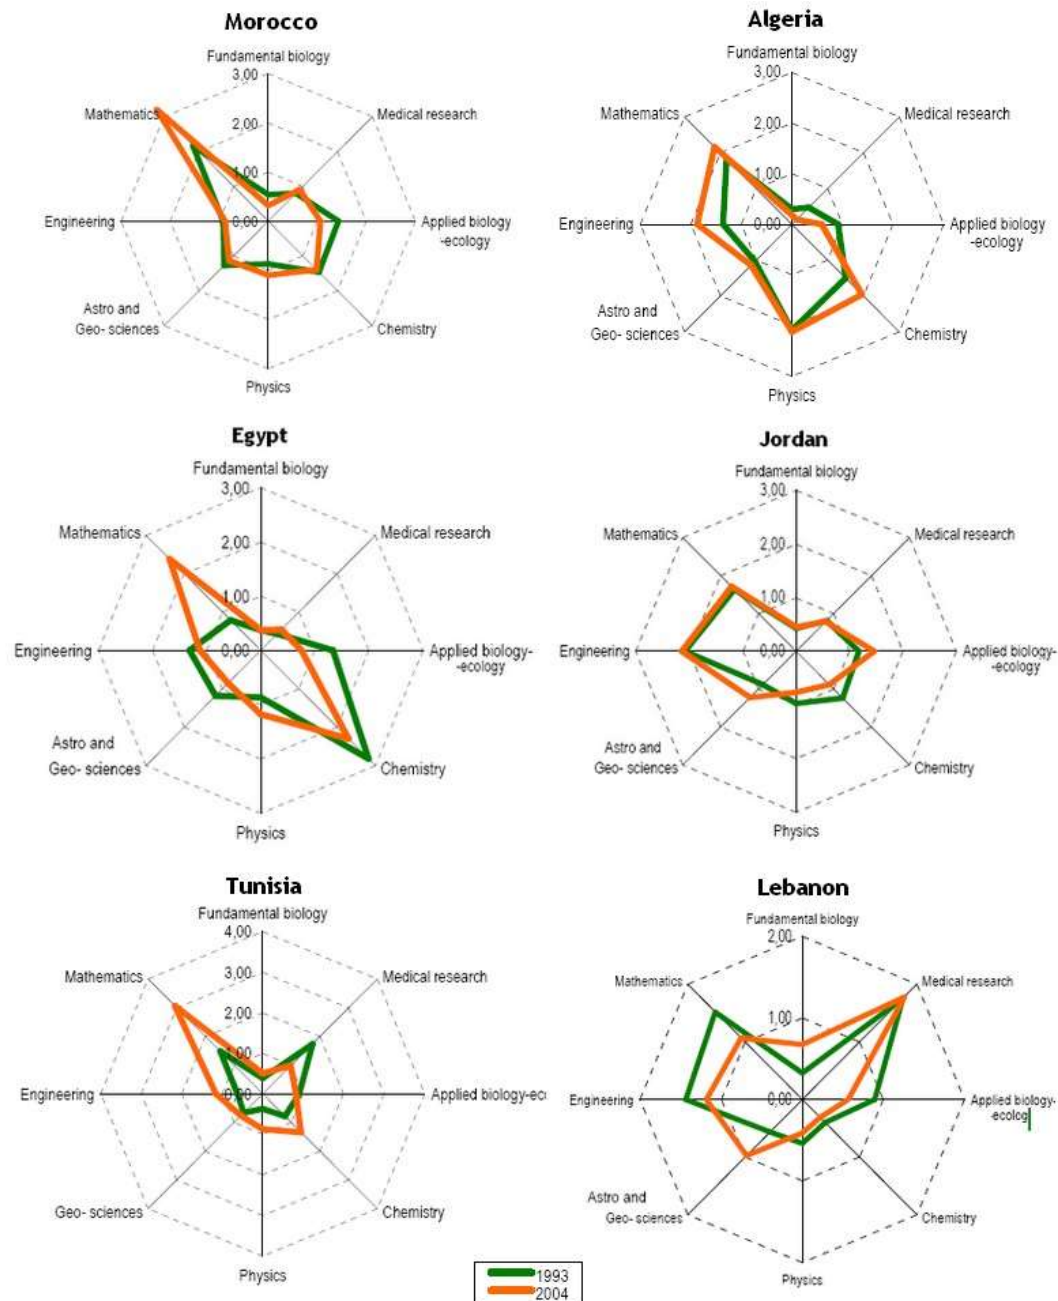 Morocco
Fundamental biology
3,00
Mathematics
Medical research
2,00
1,00
Engineering
0,00
Applied biology
-ecology
Astro and
Geo- sciences
Chemistry
Physics
Algeria
Fundamental biology
3,00
Mathematics
Medical research
2,00
1,00
Engineering
0,00
Applied biology
-ecology
Astro and
Geo- sciences
Chemistry
Physics
Egypt
Fundamental biology
3,00
Mathematics
Medical research
2,00
1,00
Engineering
0,00
Applied biology-
-ecology
Astro and
Geo- sciences
Chemistry
Physics
Jordan
Fundamental biology
3,00
Mathematics
Medical research
2,00
1,00
Engineering
0,00
Applied biology-
-ecology
Astro and
Geo- sciences
Chemistry
Physics
Tunisia
Fundamental biology
4,00
Mathematics
Medical research
3,00
2,00
1,00
Engineering
0,00
Applied biology-ec
Geo- sciences
Chemistry
Physics
Lebanon
Fundamental biology
2,00
Mathematics
Medical research
1,00
Engineering
0,00
Applied biology-
-ecolog
Astro and
Geo- sciences
Chemistry
Physics
1993
2004